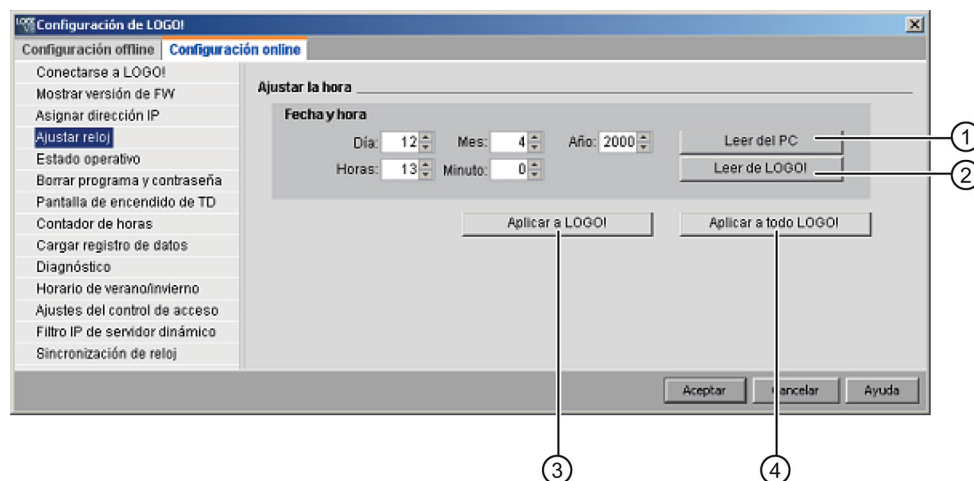 Configuración de LOGO!
Configuración offline Configuración online
Conectarse a LOGO!
Mostrar versión de FW
Asignar dirección IP
Ajustar reloj
Estado operativo
Borrar programa y contraseña
Pantalla de encendido de TD
Contador de horas
Cargar registro de datos
Diagnóstico
Horario de verano/invierno
Ajustes del control de acceso
Filtro IP de servidor dinámico
Sincronización de reloj
Ajustar la hora
Fecha y hora
Día: 12 Mes: 4 Año: 2000 Leer del PC 1
Horas: 13 Minuto: 0 Leer de LOGO! 2
Aplicar a LOGO! Aplicar a todo LOGO!
Aceptar Cancelar Ayuda
3 4